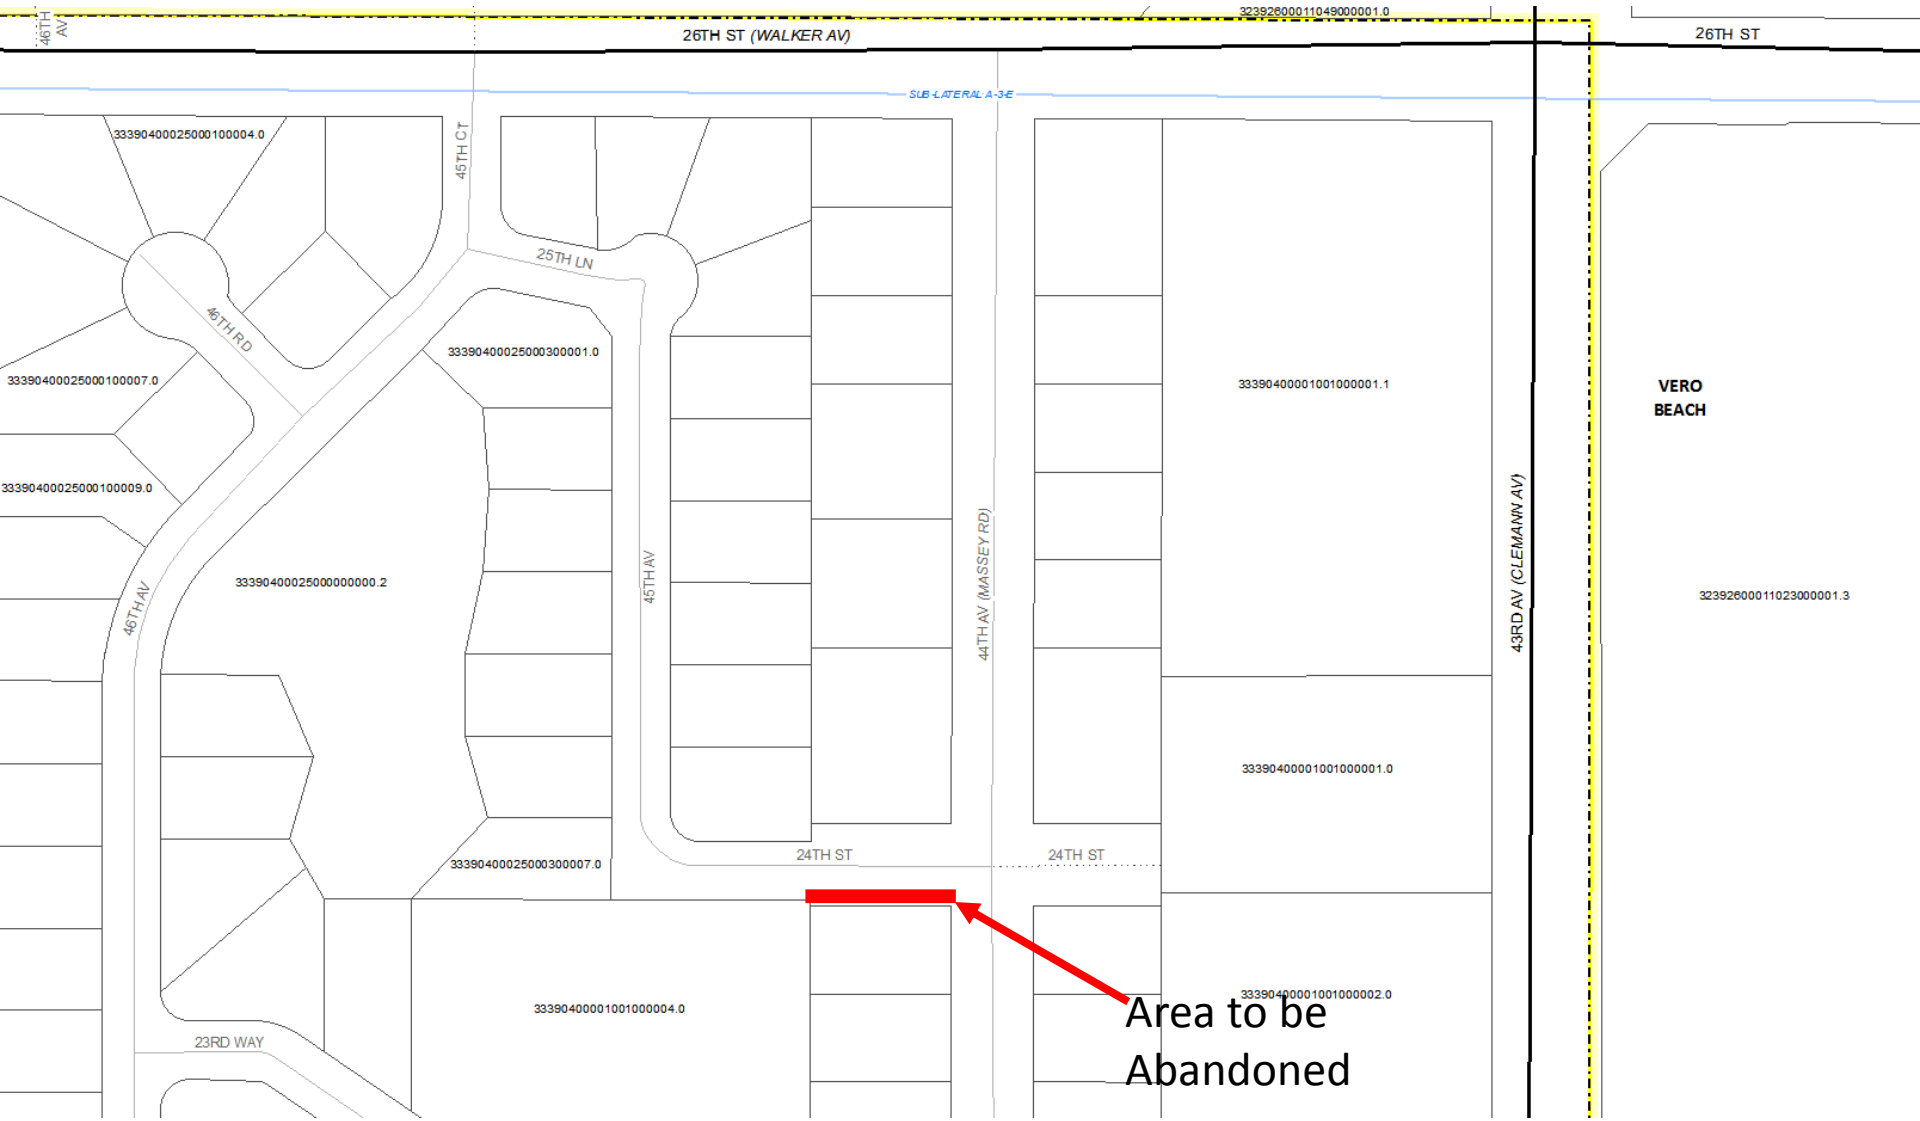 32392600011049000001.0
46TH
AV
26TH ST (WALKER AV)
26TH ST
SUB-LATERAL A-3-E
33390400025000100004.0
45TH CT
25TH LN
46TH RD
33390400025000300001.0
33390400025000100007.0
33390400001001000001.1
VERO
BEACH
33390400025000100009.0
43RD AV (CLEMANN AV)
44TH AV (MASSEY RD)
45TH AV
46TH AV
33390400025000000000.2
32392600011023000001.3
33390400001001000001.0
24TH ST
24TH ST
33390400025000300007.0
33390400001001000002.0
33390400001001000004.0
Area to be
Abandoned
23RD WAY